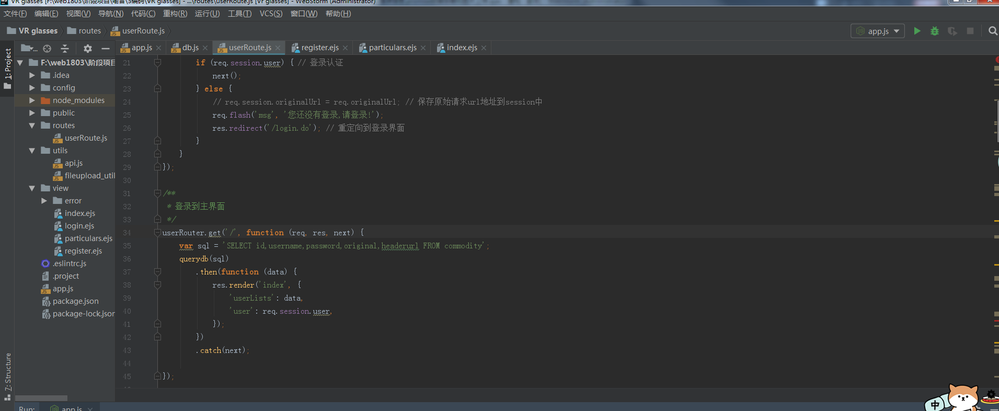 VR glasses [F:\web1803\阶段项目\喻言\3编码\VR glasses] - ...\routes\userRoute.js [VR glasses] - WebStorm (Administrator)
文件(F) 编辑(E) 视图(V) 导航(N) 代码(C) 重构(R) 运行(U) 工具(T) VCS(S) 窗口(W) 帮助(H)
VR glasses routes userRoute.js app.js
app.js db.js userRoute.js register.ejs particulars.ejs index.ejs
1: Project
7: Structure
F:\web1803\阶段项目
.idea
config
node_modules
public
routes
userRoute.js
utils
api.js
fileupload_util
view
error
index.ejs
login.ejs
particulars.ejs
register.ejs
.eslintrc.js
.project
app.js
package.json
package-lock.json
21 if (req.session.user) { // 登录认证
22 next();
23 } else {
24 // req.session.originalUrl = req.originalUrl; // 保存原始请求url地址到session中
25 req.flash('msg', '您还没有登录,请登录!');
26 res.redirect('/login.do'); // 重定向到登录界面
27 }
28 }
29 });
30
31 /**
32 * 登录到主界面
33 */
34 userRouter.get('/', function (req, res, next) {
35 var sql = 'SELECT id,username,password,original,headerurl FROM commodity';
36 querydb(sql)
37 .then(function (data) {
38 res.render('index', {
39 'userLists': data,
40 'user': req.session.user,
41 });
42 })
43 .catch(next);
44
45 });
Run: app.js
中